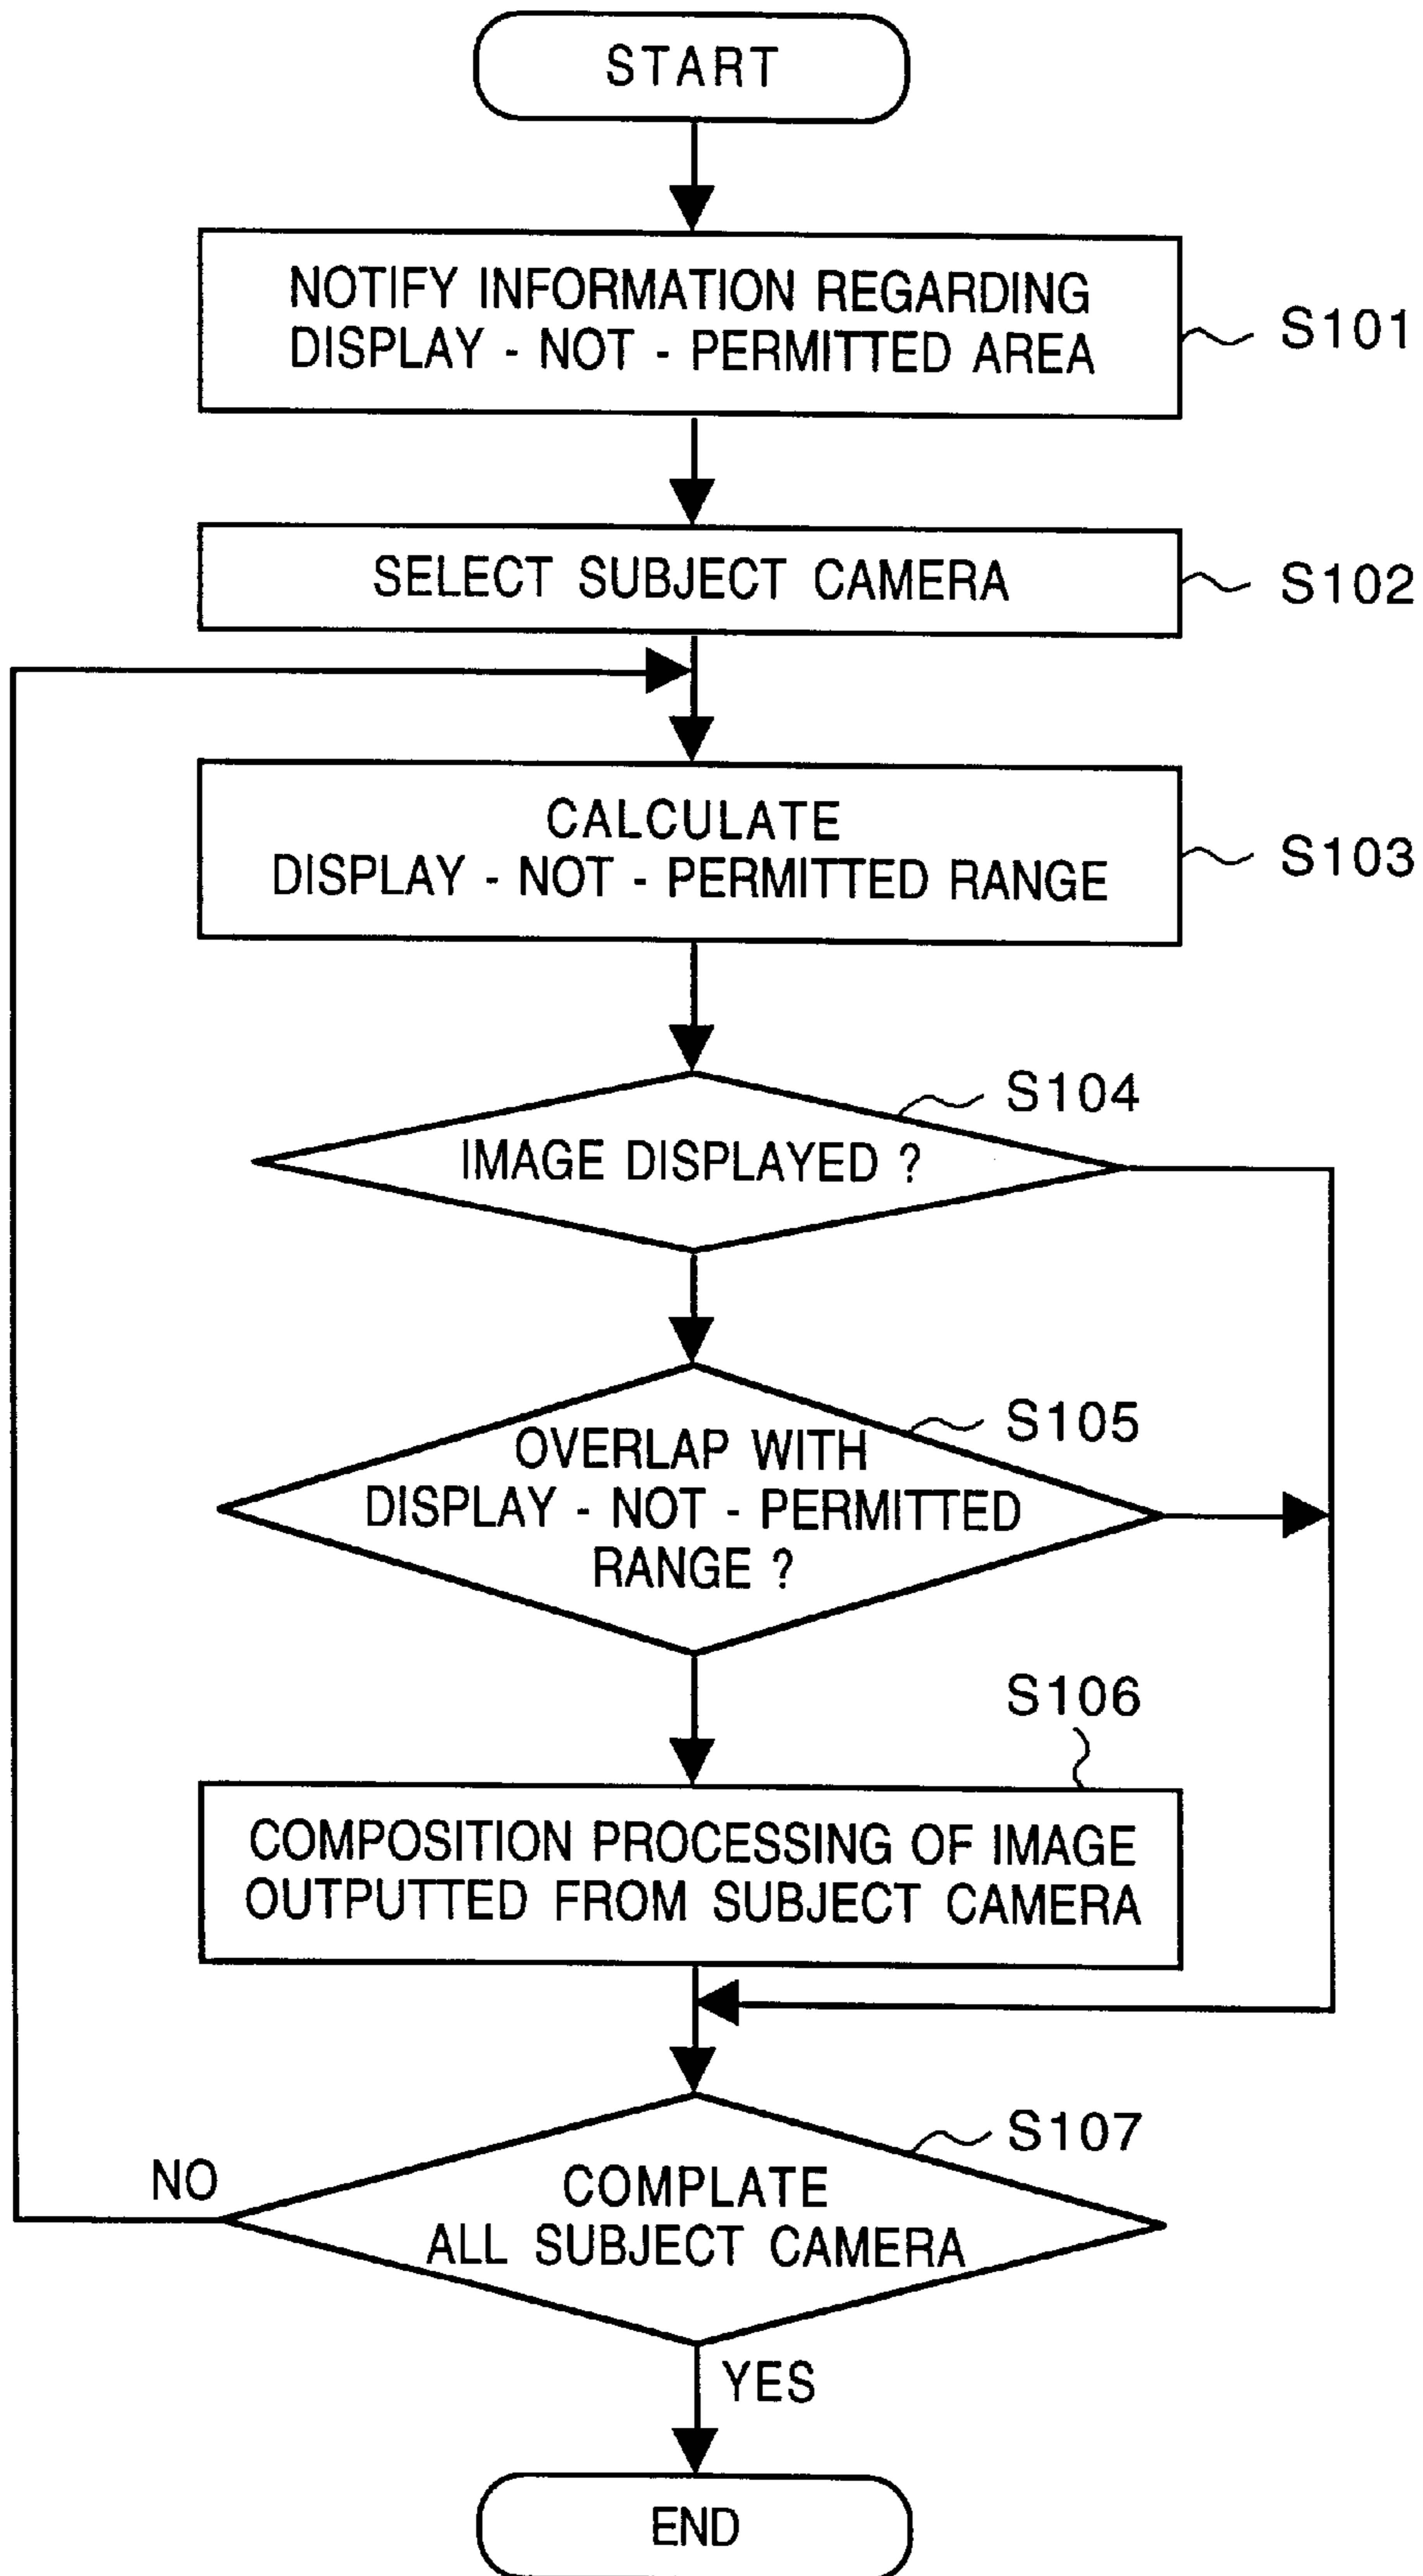 START
NOTIFY INFORMATION REGARDING
DISPLAY - NOT - PERMITTED AREA
S101
SELECT SUBJECT CAMERA
S102
CALCULATE
DISPLAY - NOT - PERMITTED RANGE
S103
S104
IMAGE DISPLAYED ?
S105
OVERLAP WITH
DISPLAY - NOT - PERMITTED
RANGE ?
S106
COMPOSITION PROCESSING OF IMAGE
OUTPUTTED FROM SUBJECT CAMERA
S107
NO
COMPLATE
ALL SUBJECT CAMERA
YES
END